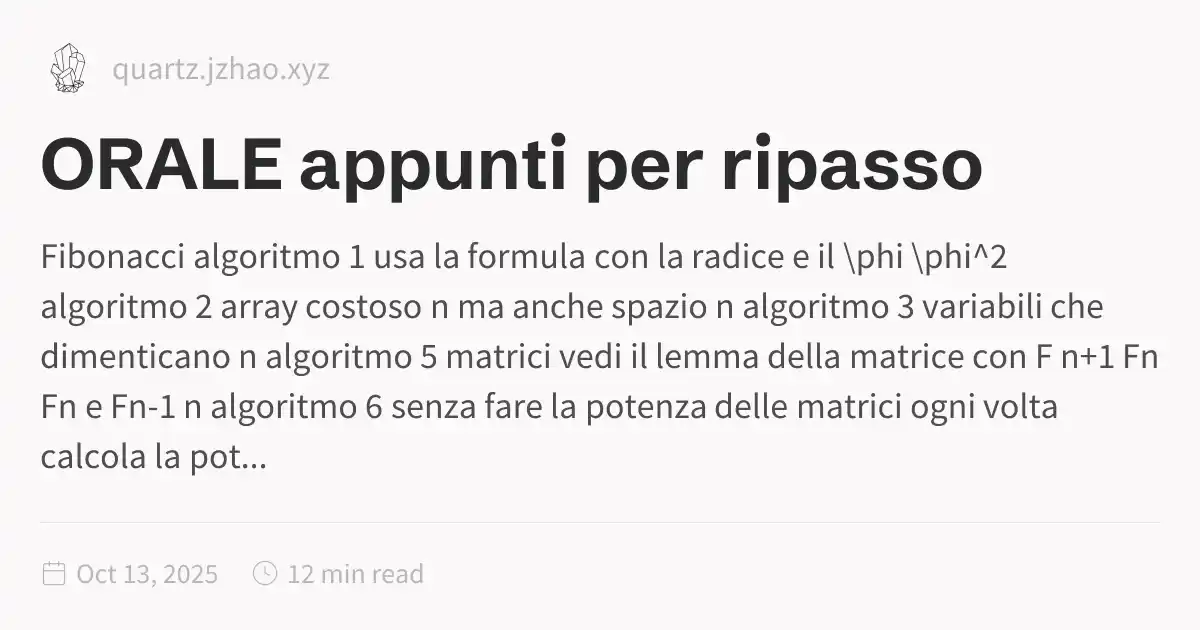 quartz.jzhao.xyz
ORALE appunti per ripasso
Fibonacci algoritmo 1 usa la formula con la radice e il \phi \phi^2
algoritmo 2 array costoso n ma anche spazio n algoritmo 3 variabili che
dimenticano n algoritmo 5 matrici vedi il lemma della matrice con F n+1 Fn
Fn e Fn-1 n algoritmo 6 senza fare la potenza delle matrici ogni volta
calcola la pot...
Oct 13, 2025 12 min read